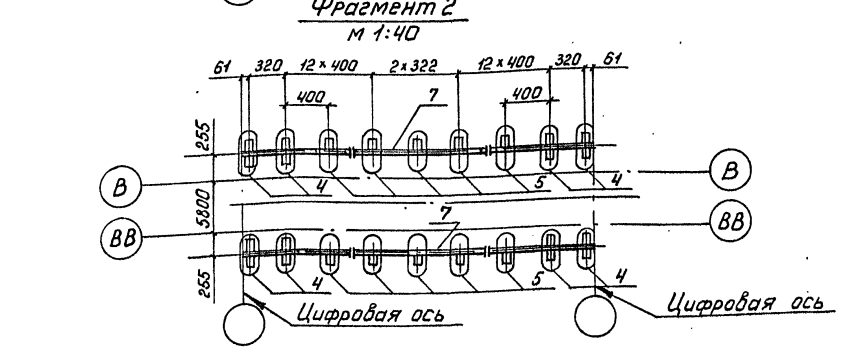 Фрагмент 2
м 1:40
61 320 12×400 2×322 12×400 320 61
400 7 400
255
В В
4 5 4
5800
7
ВВ ВВ
255
4 5 4
Цифровая ось Цифровая ось